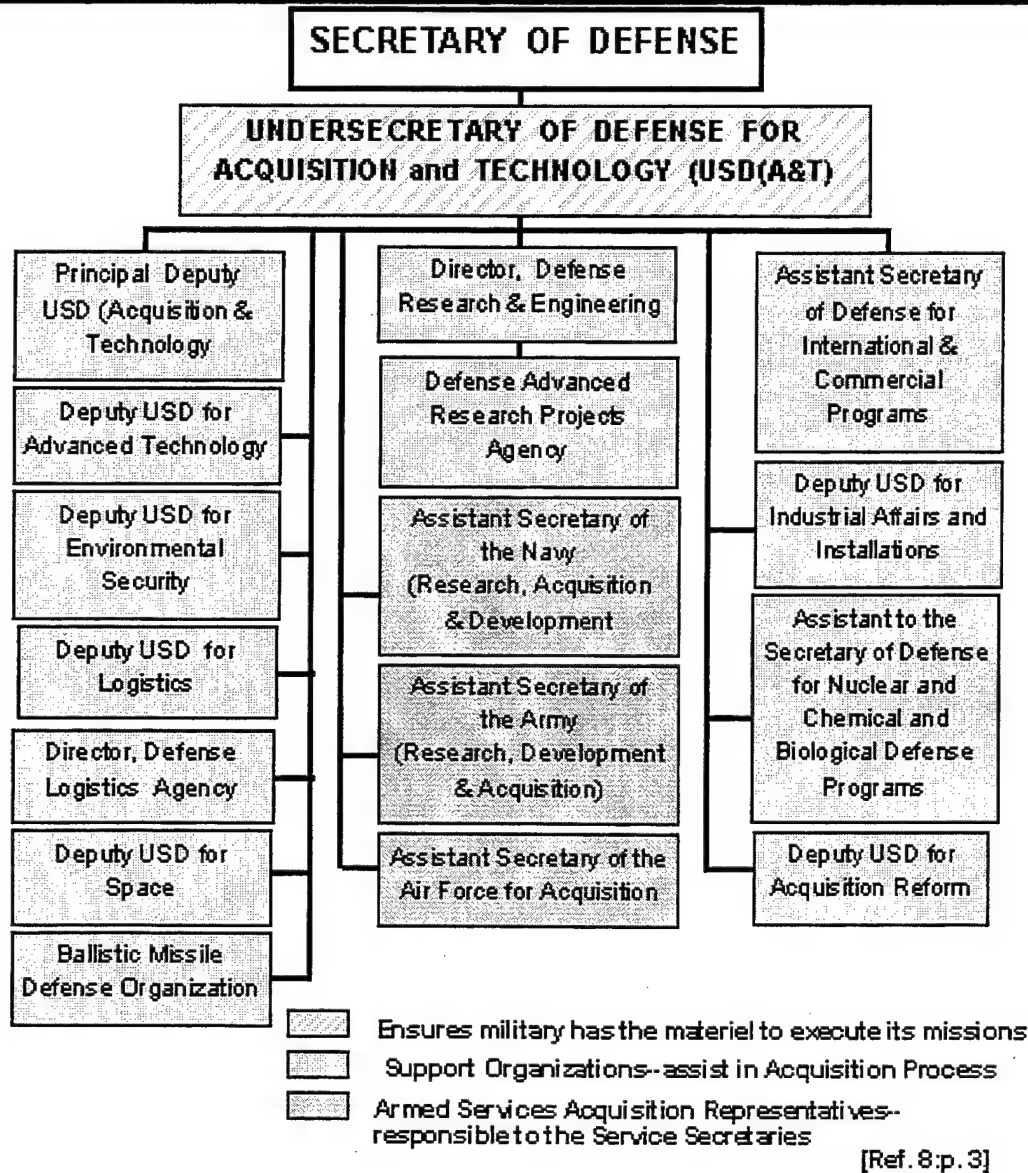 SECRETARY OF DEFENSE
UNDERSECRETARY OF DEFENSE FOR
ACQUISITION and TECHNOLOGY (USD(A&T)
Principal Deputy
USD (Acquisition &
Technology
Deputy USD for
Advanced Technology
Deputy USD for
Environmental
Security
Deputy USD for
Logistics
Director, Defense
Logistics Agency
Deputy USD for
Space
Ballistic Missile
Defense Organization
Director, Defense
Research & Engineering
Defense Advanced
Research Projects
Agency
Assistant Secretary of
the Navy
(Research, Acquisition
& Development
Assistant Secretary of
the Army
(Research, Development
& Acquisition)
Assistant Secretary of the
Air Force for Acquisition
Assistant Secretary
of Defense for
International &
Commercial
Programs
Deputy USD for
Industrial Affairs and
Installations
Assistant to the
Secretary of Defense
for Nuclear and
Chemical and
Biological Defense
Programs
Deputy USD for
Acquisition Reform
Ensures military has the materiel to execute its missions
Support Organizations--assist in Acquisition Process
Armed Services Acquisition Representatives--
responsible to the Service Secretaries
[Ref. 8:p. 3]